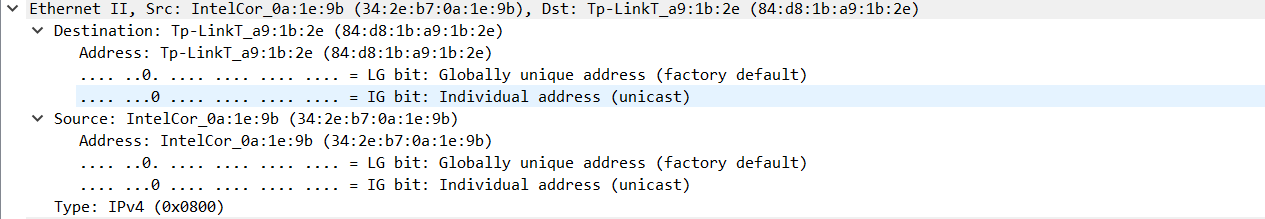 Ethernet II, Src: IntelCor_0a:1e:9b (34:2e:b7:0a:1e:9b), Dst: Tp-LinkT_a9:1b:2e (84:d8:1b:a9:1b:2e)
Destination: Tp-LinkT_a9:1b:2e (84:d8:1b:a9:1b:2e)
Address: Tp-LinkT_a9:1b:2e (84:d8:1b:a9:1b:2e)
.... ..0. .... .... .... .... = LG bit: Globally unique address (factory default)
.... ...0 .... .... .... .... = IG bit: Individual address (unicast)
Source: IntelCor_0a:1e:9b (34:2e:b7:0a:1e:9b)
Address: IntelCor_0a:1e:9b (34:2e:b7:0a:1e:9b)
.... ..0. .... .... .... .... = LG bit: Globally unique address (factory default)
.... ...0 .... .... .... .... = IG bit: Individual address (unicast)
Type: IPv4 (0x0800)